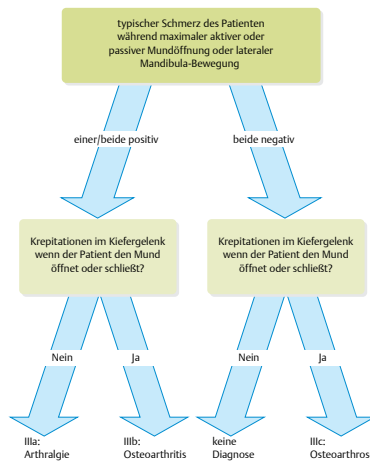 typischer Schmerz des Patienten
während maximaler aktiver oder
passiver Mundöffnung oder lateraler
Mandibula-Bewegung
einer/beide positiv
beide negativ
Krepitationen im Kiefergelenk
wenn der Patient den Mund
öffnet oder schließt?
Krepitationen im Kiefergelenk
wenn der Patient den Mund
öffnet oder schließt?
Nein
Ja
Nein
Ja
IIIa:
Arthralgie
IIIb:
Osteoarthritis
keine
Diagnose
IIIc:
Osteoarthros